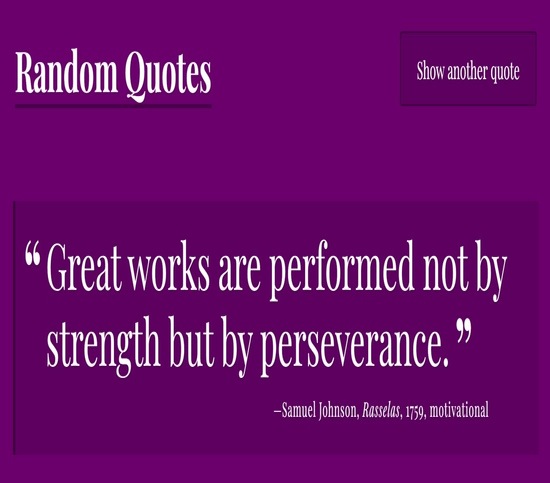 Random Quotes
Show another quote
“Great works are performed not by
strength but by perseverance.”
–Samuel Johnson, Rasselas, 1759, motivational